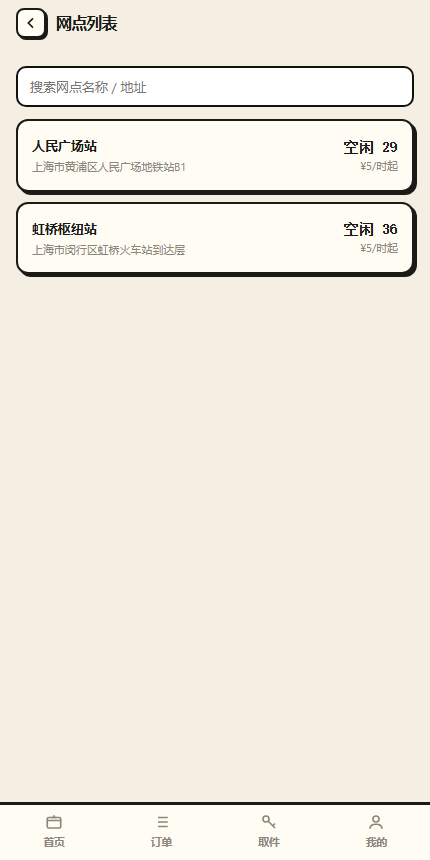 网点列表
搜索网点名称 / 地址
人民广场站
空闲 29
上海市黄浦区人民广场地铁站B1
¥5/时起
虹桥枢纽站
空闲 36
上海市闵行区虹桥火车站到达层
¥5/时起
首页
订单
取件
我的